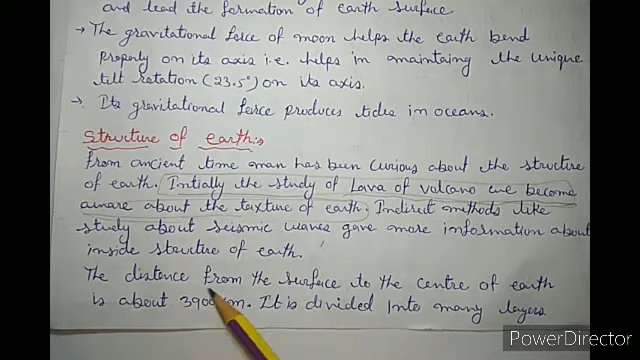 and lead the formation of earth surface.
→ The gravitational force of moon helps the earth bend
properly on its axis i.e. helps in maintaing the unique
tilt rotation (23.5°) on its axis.
→ Its gravitational force produces tides in oceans.
Structure of earth:-
From ancient time man has been curious about the structure
of earth. Intially the study of Lava of volcano we become
aware about the texture of earth. Indirect methods like
study about seismic waves gave more information about
inside structure of earth.
The distance from the surface to the centre of earth
is about 3900 km. It is divided into many layers
PowerDirector